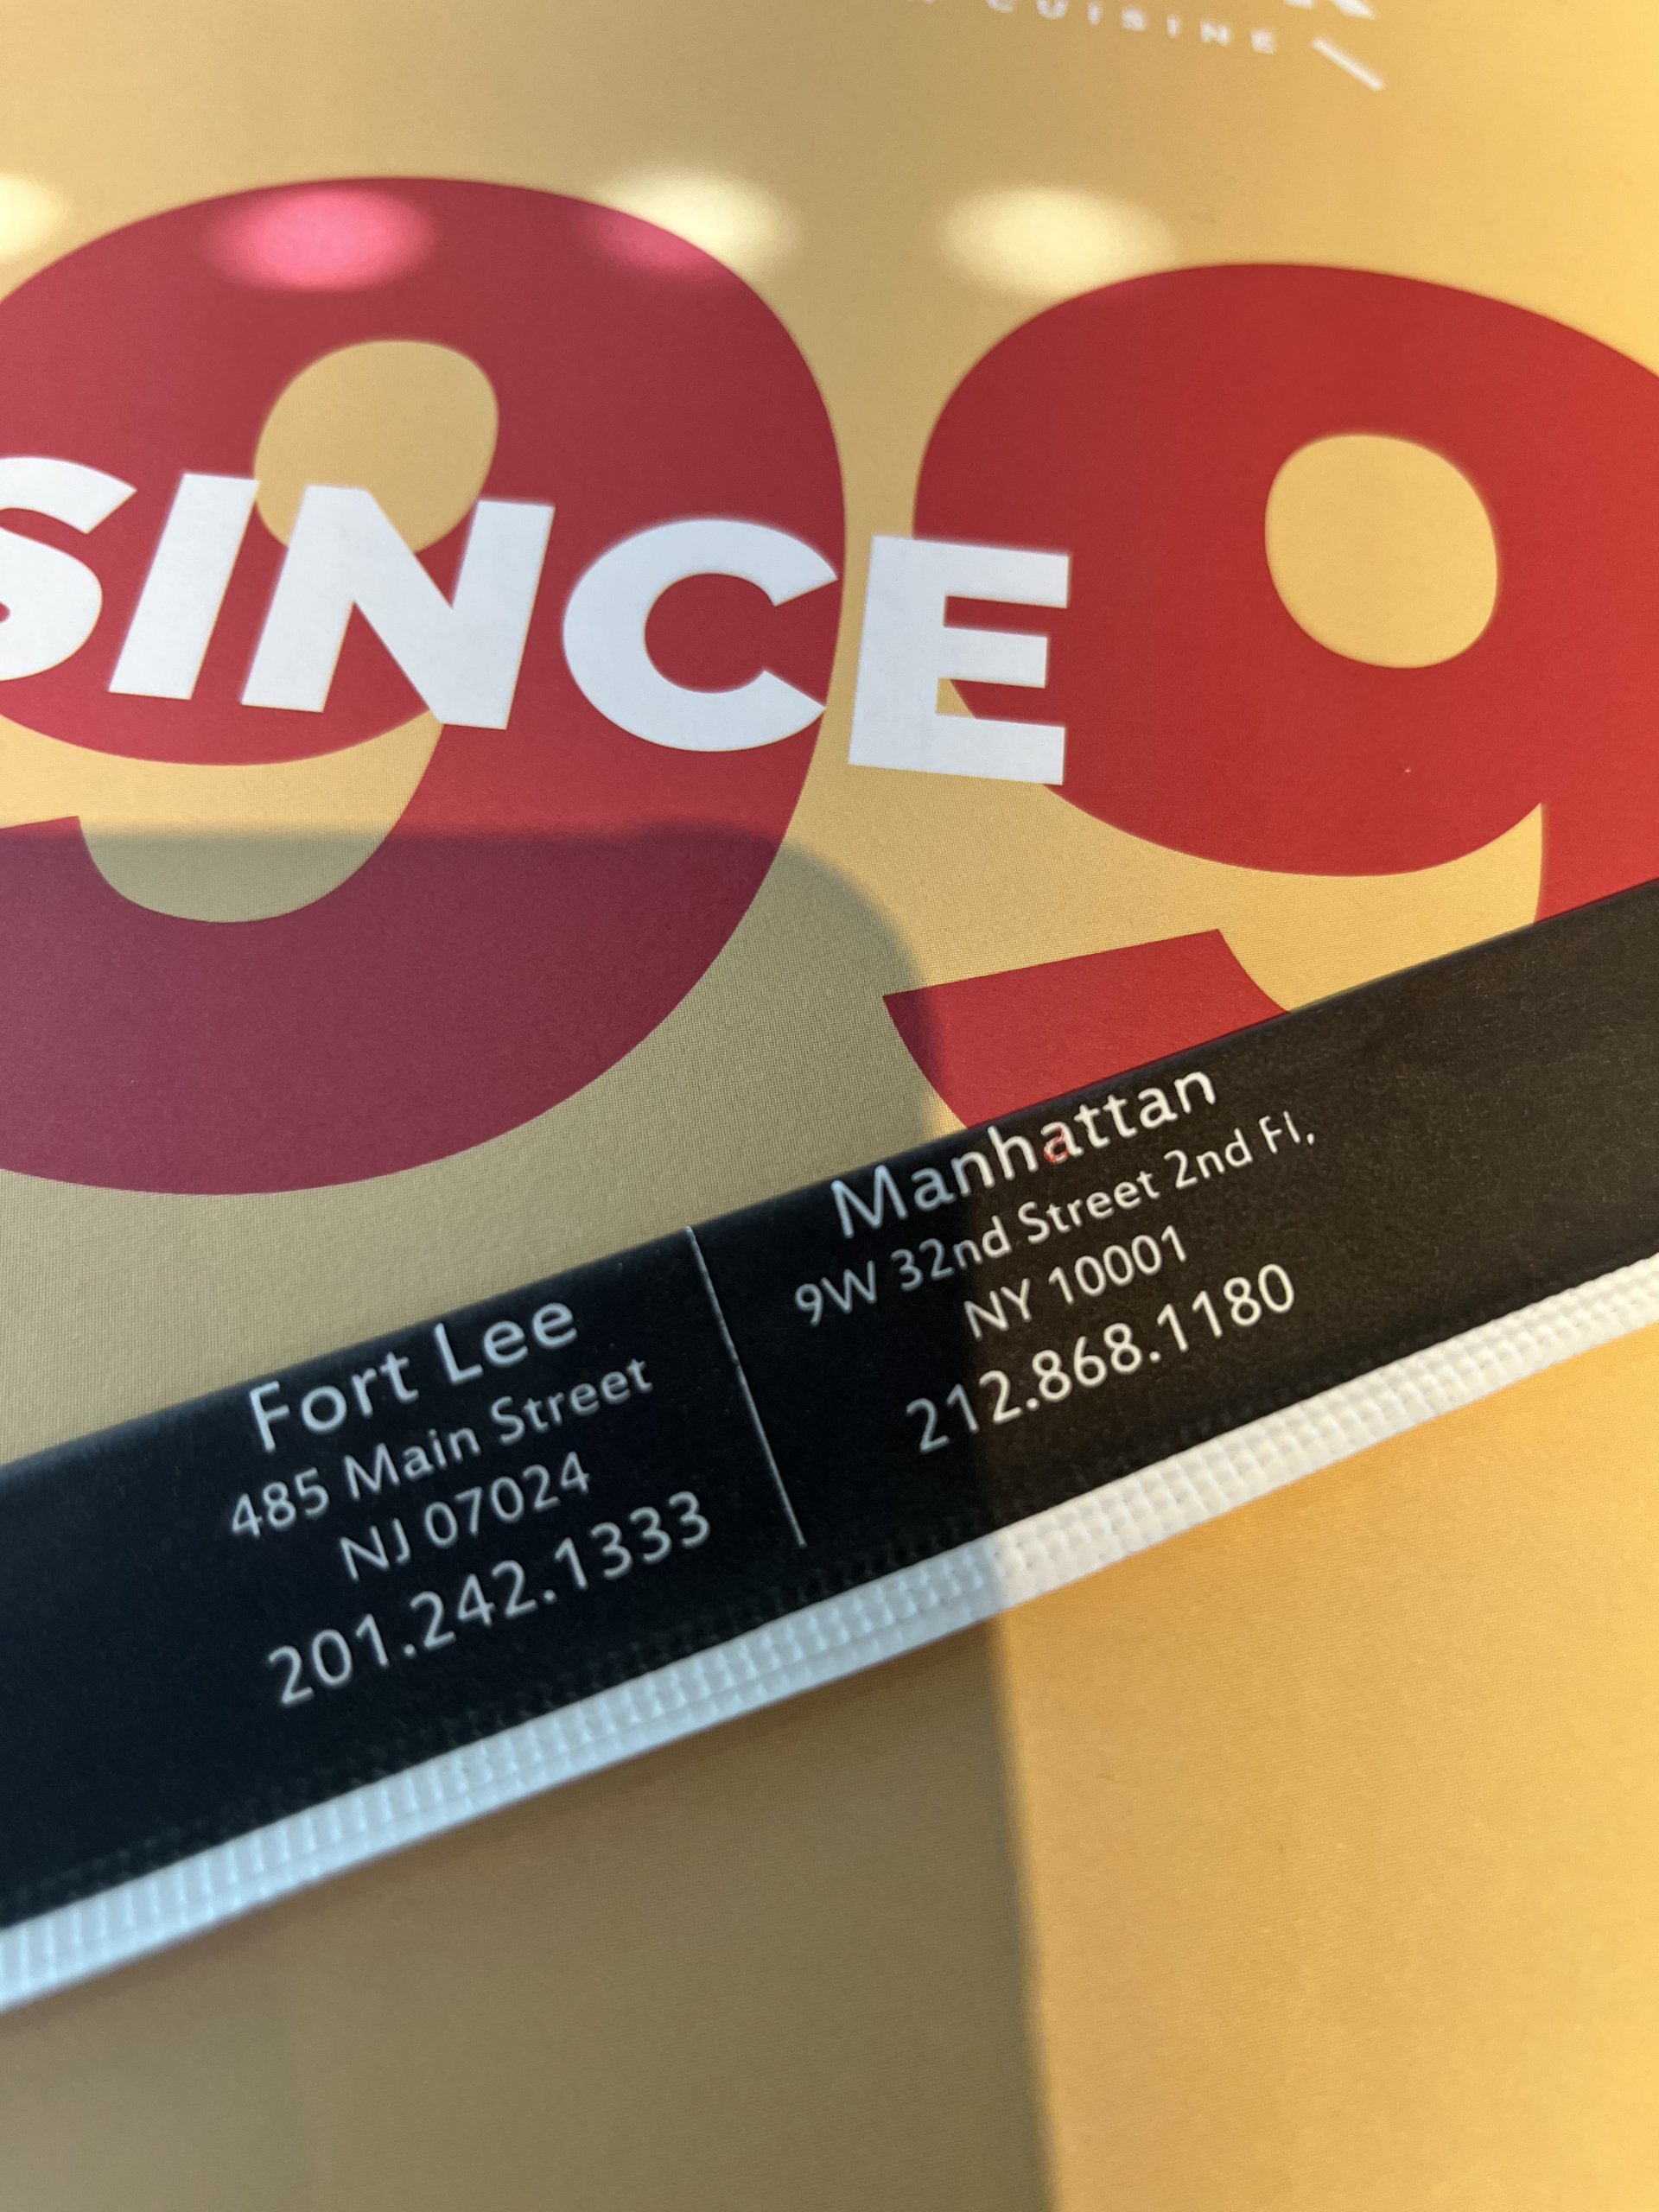 CUISINE
99
SINCE
Fort Lee
485 Main Street
NJ 07024
201.242.1333
Manhattan
9W 32nd Street 2nd Fl,
NY 10001
212.868.1180